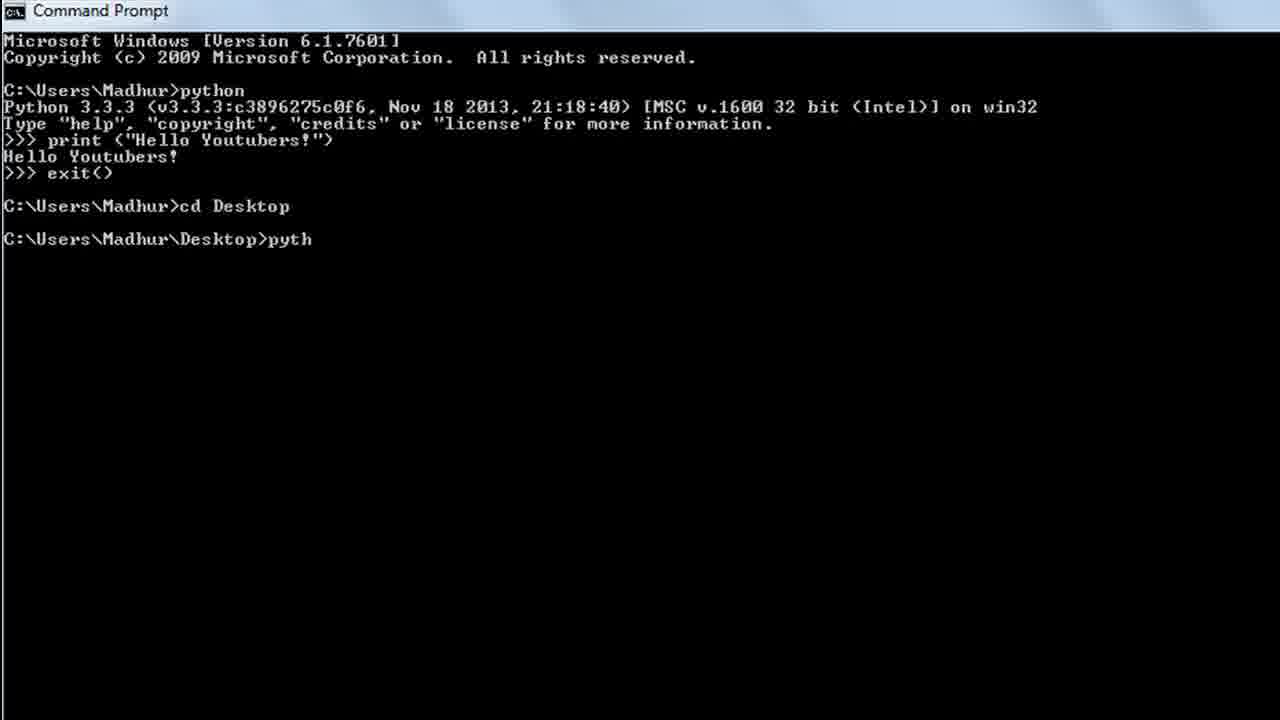 Command Prompt
Microsoft Windows [Version 6.1.7601]
Copyright (c) 2009 Microsoft Corporation.  All rights reserved.
C:\Users\Madhur>python
Python 3.3.3 (v3.3.3:c3896275c0f6, Nov 18 2013, 21:18:40) [MSC v.1600 32 bit (Intel)] on win32
Type "help", "copyright", "credits" or "license" for more information.
>>> print ("Hello Youtubers!")
Hello Youtubers!
>>> exit()
C:\Users\Madhur>cd Desktop
C:\Users\Madhur\Desktop>pyth